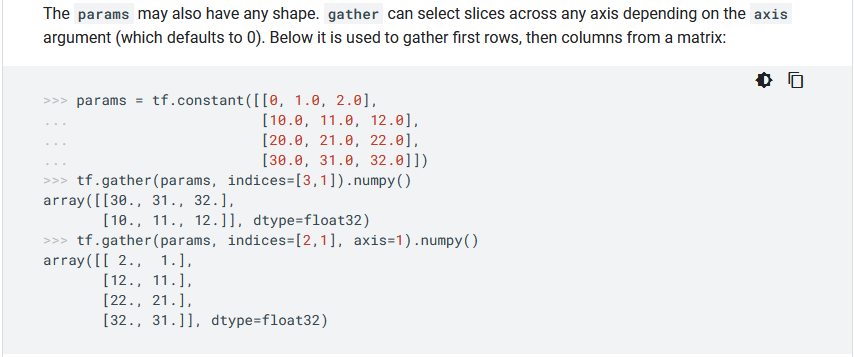 The params may also have any shape. gather can select slices across any axis depending on the axis
argument (which defaults to 0). Below it is used to gather first rows, then columns from a matrix:
>>> params = tf.constant([[0, 1.0, 2.0],
...                       [10.0, 11.0, 12.0],
...                       [20.0, 21.0, 22.0],
...                       [30.0, 31.0, 32.0]])
>>> tf.gather(params, indices=[3,1]).numpy()
array([[30., 31., 32.],
       [10., 11., 12.]], dtype=float32)
>>> tf.gather(params, indices=[2,1], axis=1).numpy()
array([[ 2.,  1.],
       [12., 11.],
       [22., 21.],
       [32., 31.]], dtype=float32)